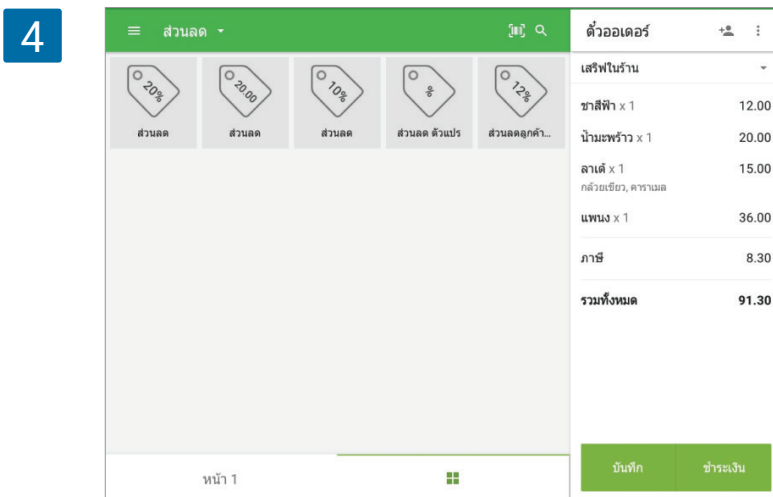 4
ส่วนลด
20%
ส่วนลด
20.00
ส่วนลด
10%
ส่วนลด
%
ส่วนลด ตัวแปร
12%
ส่วนลดลูกค้า...
หน้า 1
ตั๋วออเดอร์
เสริฟในร้าน
ชาสีฟ้า x 1 12.00
น้ำมะพร้าว x 1 20.00
ลาเต้ x 1 15.00
กล้วยเขียว, คาราเมล
แพนง x 1 36.00
ภาษี 8.30
รวมทั้งหมด 91.30
บันทึก ชำระเงิน